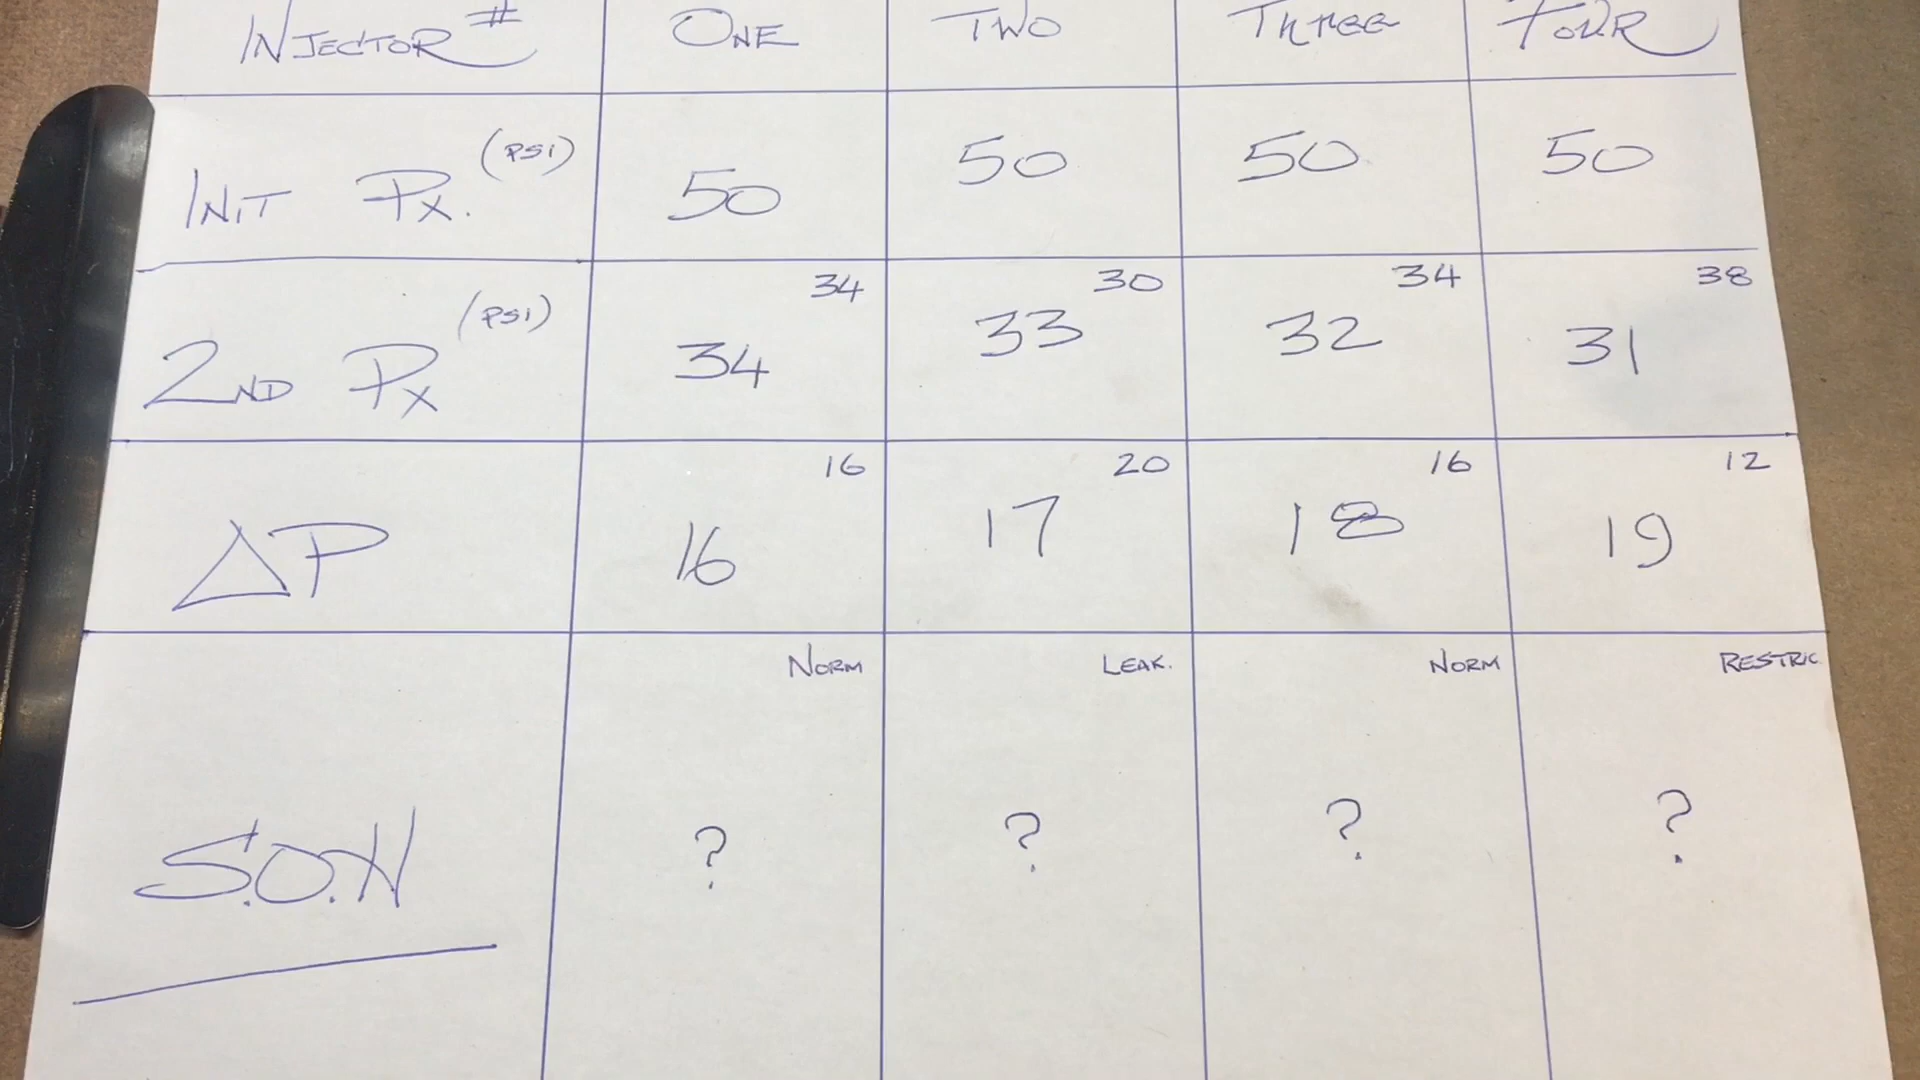 INJECTOR # ONE TWO THREE FOUR
INIT Px. (PSI) 50 50 50 50
34 30 34 38
2ND Px (PSI) 34 33 32 31
16 20 16 12
ΔP 16 17 18 19
NORM LEAK. NORM RESTRIC.
S.O.H ? ? ? ?